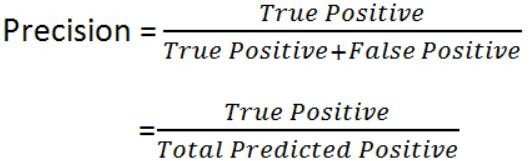 Precision = True Positive / True Positive+False Positive
= True Positive / Total Predicted Positive